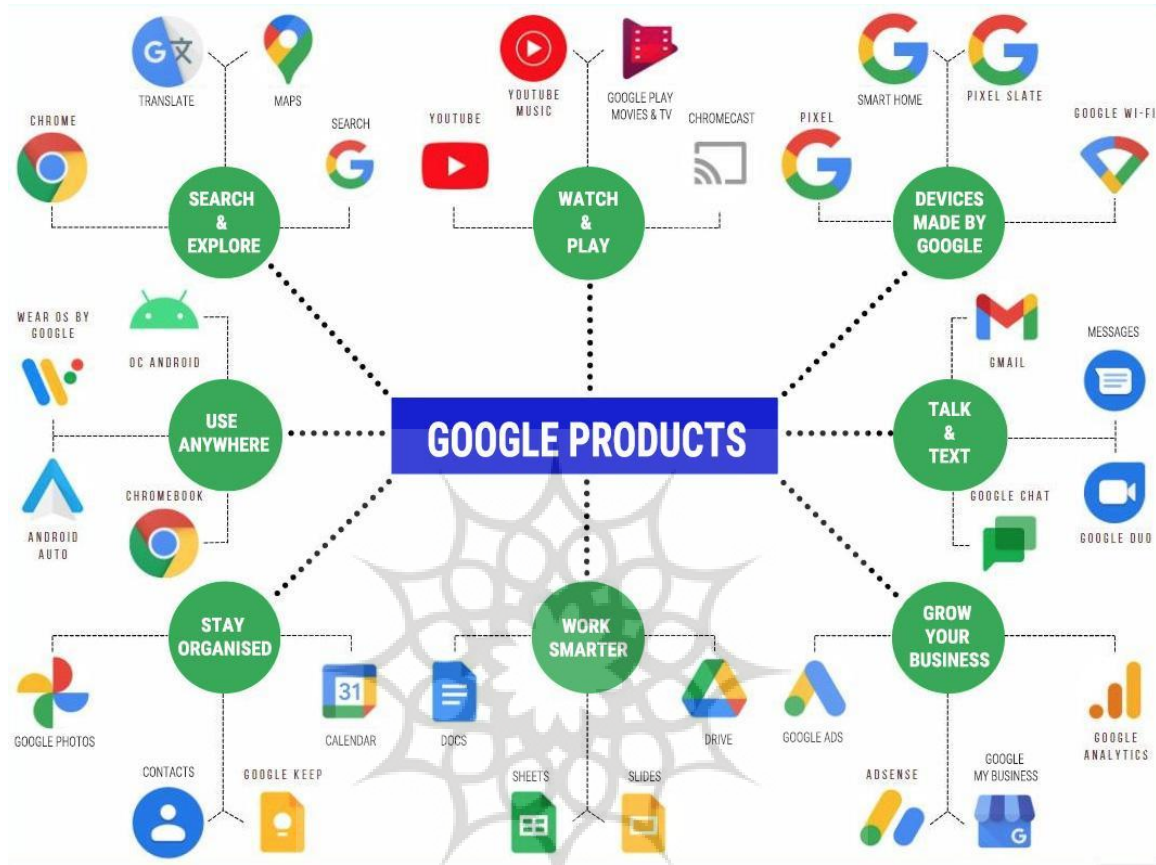 TRANSLATE
MAPS
CHROME
SEARCH
SEARCH
&
EXPLORE
YOUTUBE
MUSIC
GOOGLE PLAY
MOVIES & TV
YOUTUBE
CHROMECAST
WATCH
&
PLAY
SMART HOME
PIXEL SLATE
PIXEL
GOOGLE WI-FI
DEVICES
MADE BY
GOOGLE
WEAR OS BY
GOOGLE
OC ANDROID
USE
ANYWHERE
ANDROID
AUTO
CHROMEBOOK
GOOGLE PRODUCTS
GMAIL
MESSAGES
TALK
&
TEXT
GOOGLE CHAT
GOOGLE DUO
STAY
ORGANISED
GOOGLE PHOTOS
31
CALENDAR
CONTACTS
GOOGLE KEEP
WORK
SMARTER
DOCS
DRIVE
SHEETS
SLIDES
GROW
YOUR
BUSINESS
GOOGLE ADS
GOOGLE
ANALYTICS
ADSENSE
GOOGLE
MY BUSINESS
G